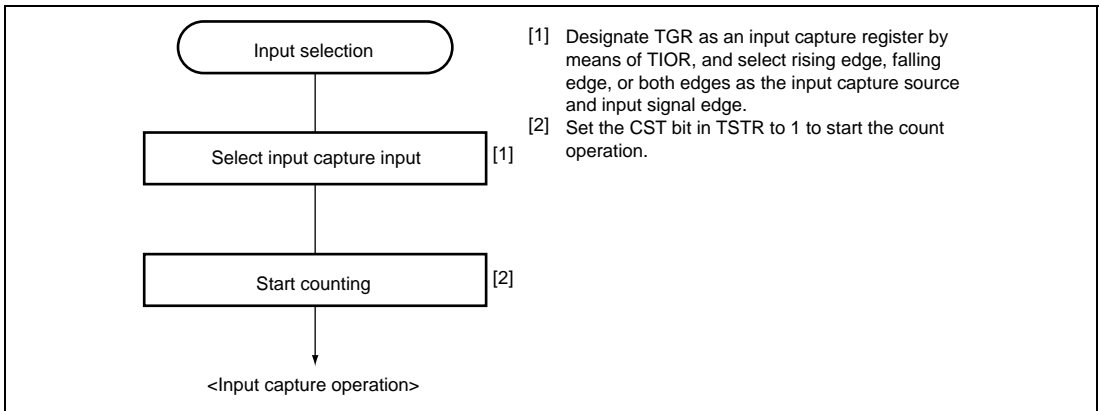 Input selection
Select input capture input
[1]
Start counting
[2]
<Input capture operation>
[1] Designate TGR as an input capture register by
means of TIOR, and select rising edge, falling
edge, or both edges as the input capture source
and input signal edge.
[2] Set the CST bit in TSTR to 1 to start the count
operation.